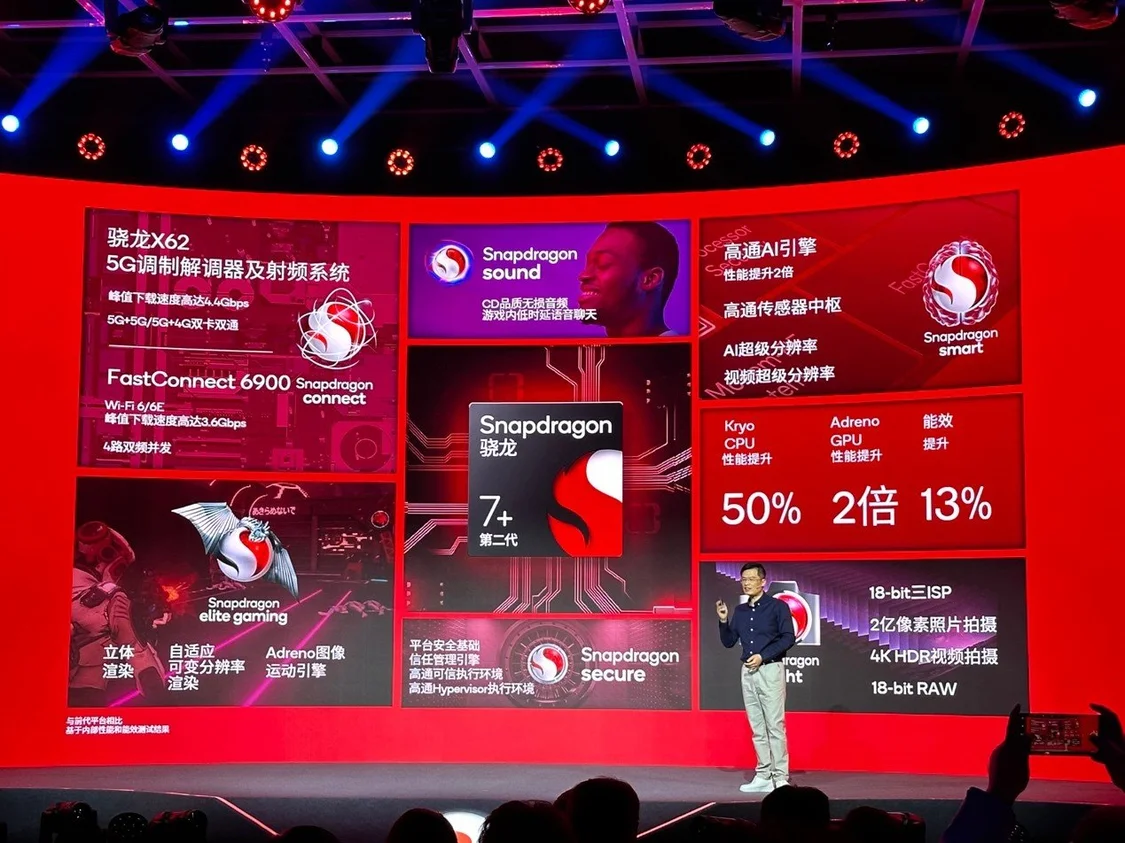 骁龙X62
5G调制解调器及射频系统
峰值下载速度高达4.4Gbps
5G+5G/5G+4G双卡双通
FastConnect 6900
Wi-Fi 6/6E
峰值下载速度高达3.6Gbps
4路双频并发
Snapdragon
connect
Snapdragon
sound
CD品质无损音频
游戏内低时延语音聊天
高通AI引擎
性能提升2倍
高通传感器中枢
AI超级分辨率
视频超级分辨率
Snapdragon
smart
Snapdragon
骁龙
7+
第二代
Kryo
CPU
性能提升
50%
Adreno
GPU
性能提升
2倍
能效
提升
13%
あきらめないで
Snapdragon
elite gaming
立体
渲染
自适应
可变分辨率
渲染
Adreno图像
运动引擎
平台安全基础
信任管理引擎
高通可信执行环境
高通Hypervisor执行环境
Snapdragon
secure
18-bit三ISP
2亿像素照片拍摄
4K HDR视频拍摄
18-bit RAW
与前代平台相比
基于内部性能和能效测试结果